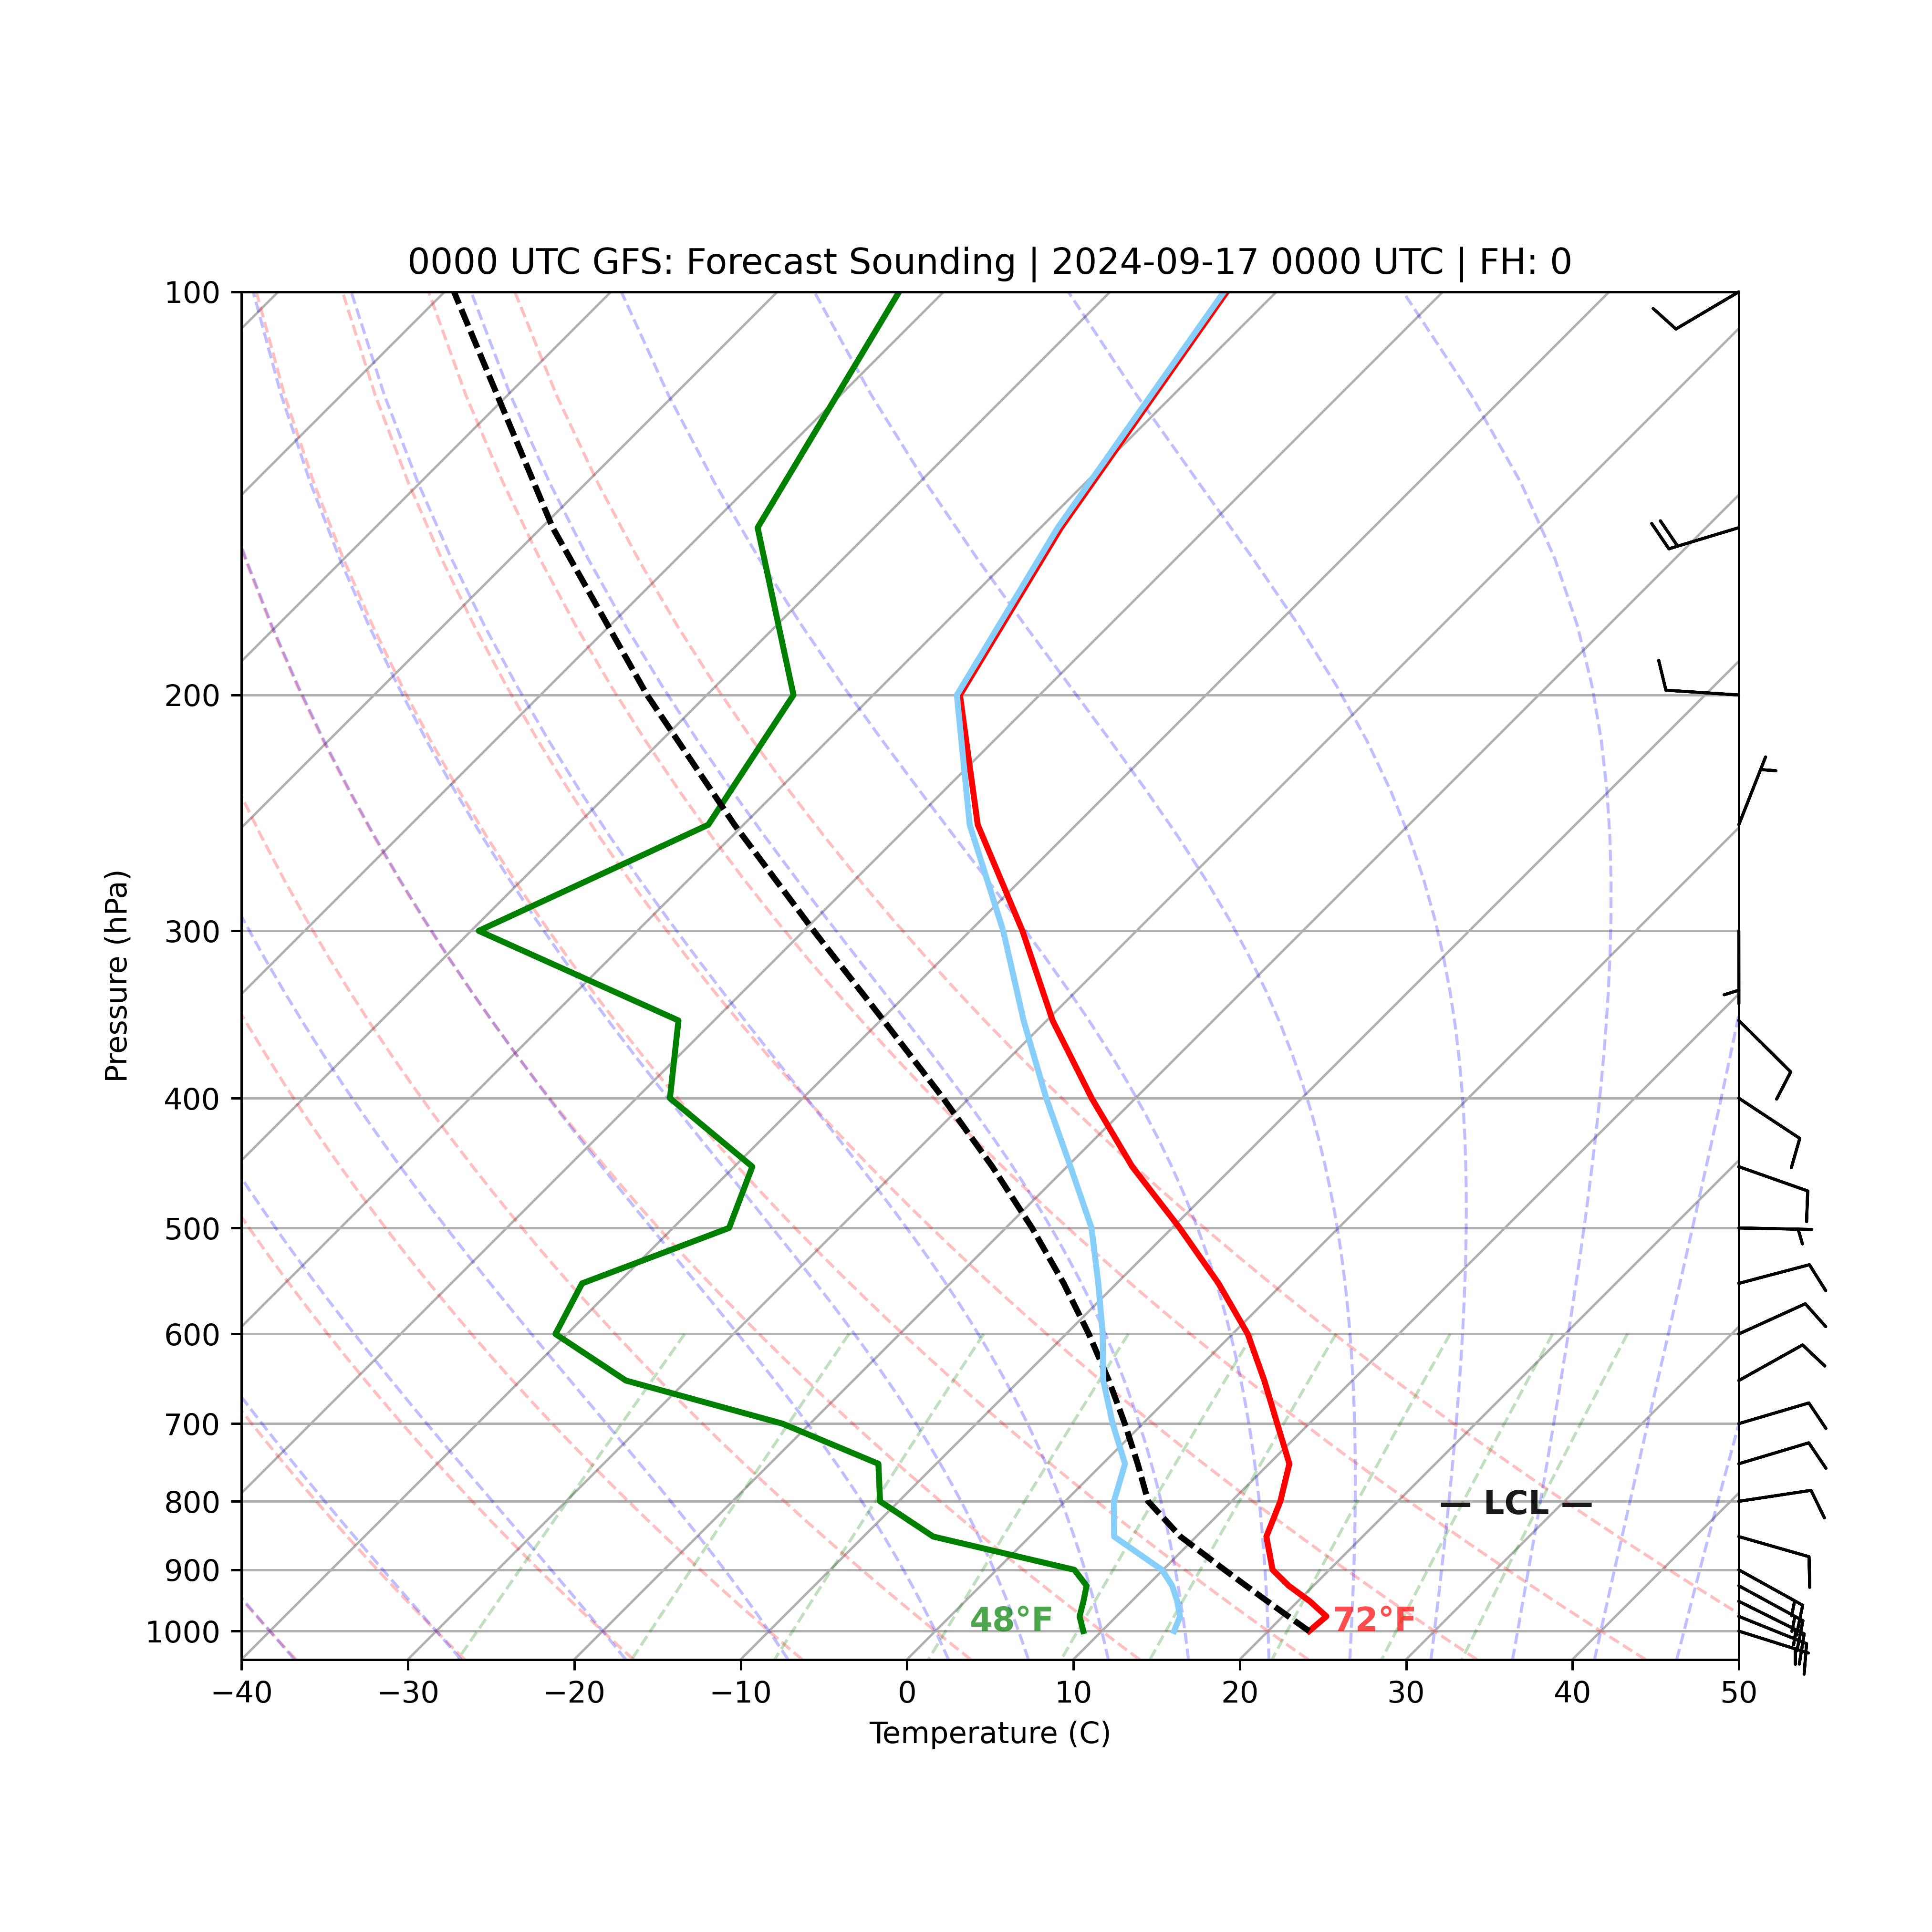 0000 UTC GFS: Forecast Sounding | 2024-09-17 0000 UTC | FH: 0
100
200
300
400
500
600
700
800
900
1000
Pressure (hPa)
— LCL —
48°F
72°F
−40 −30 −20 −10 0 10 20 30 40 50
Temperature (C)